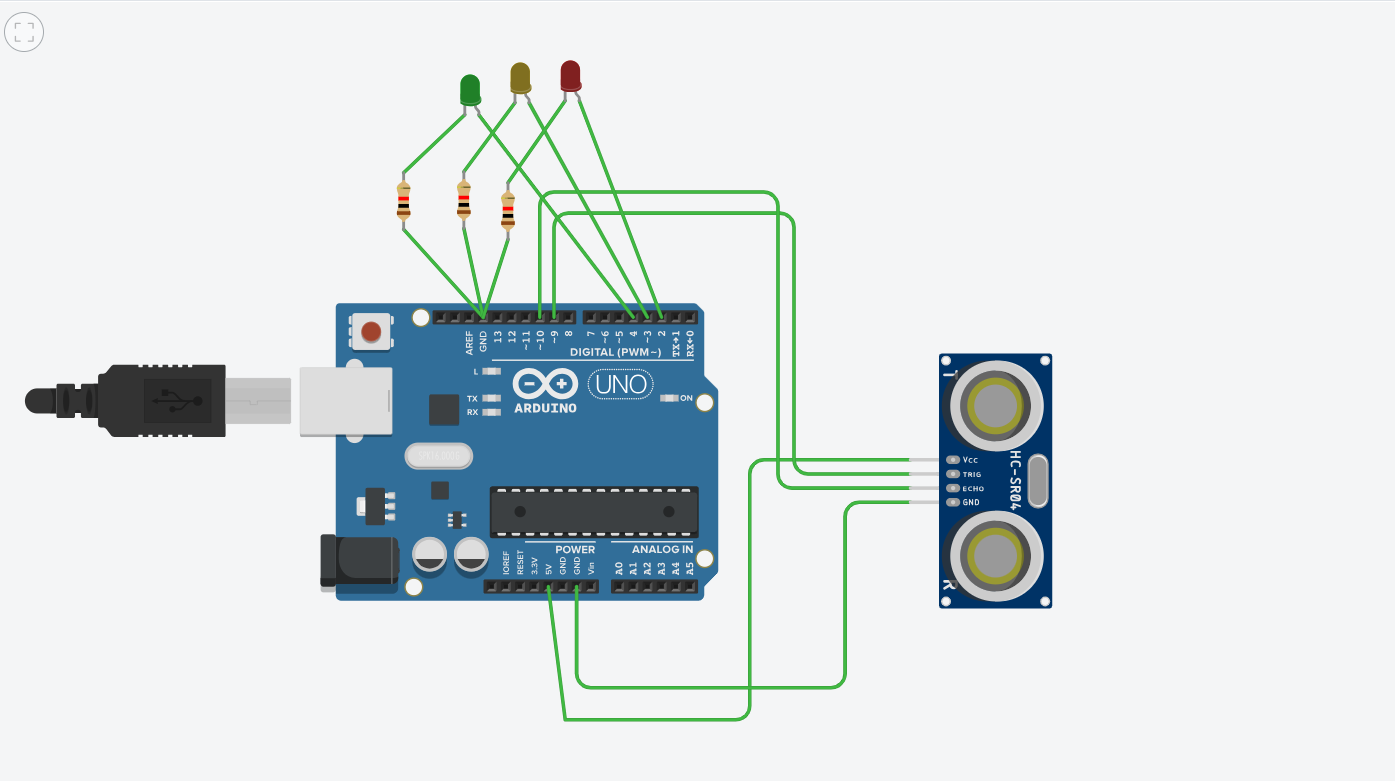 AREF
GND
13
12
~11
~10
~9
8
7
~6
~5
4
~3
2
TX→1
RX←0
DIGITAL (PWM~)
L
TX
RX
ARDUINO
UNO
ON
T
Vcc
TRIG
ECHO
GND
HC-SR04
R
POWER
ANALOG IN
IOREF
RESET
3.3V
5V
GND
GND
Vin
A0
A1
A2
A3
A4
A5